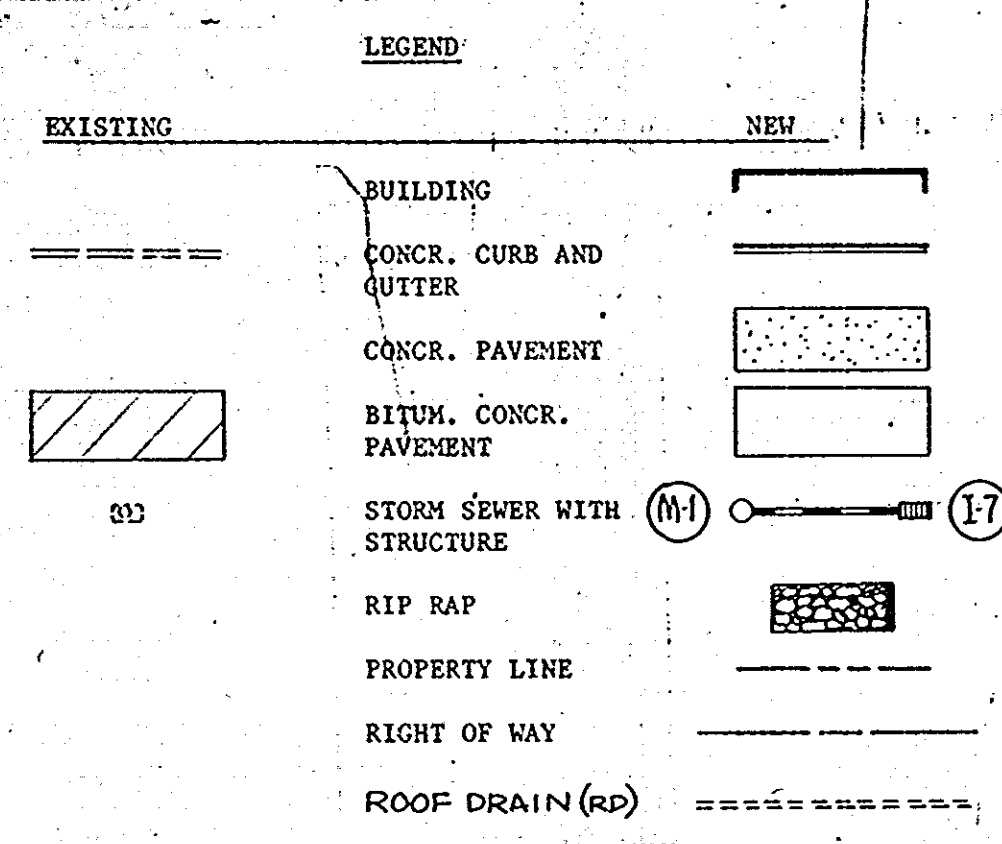 LEGEND
EXISTING NEW
BUILDING
CONCR. CURB AND
GUTTER
CONCR. PAVEMENT
BITUM. CONCR.
PAVEMENT
STORM SEWER WITH M-1 I-7
STRUCTURE
RIP RAP
PROPERTY LINE
RIGHT OF WAY
ROOF DRAIN (RD)